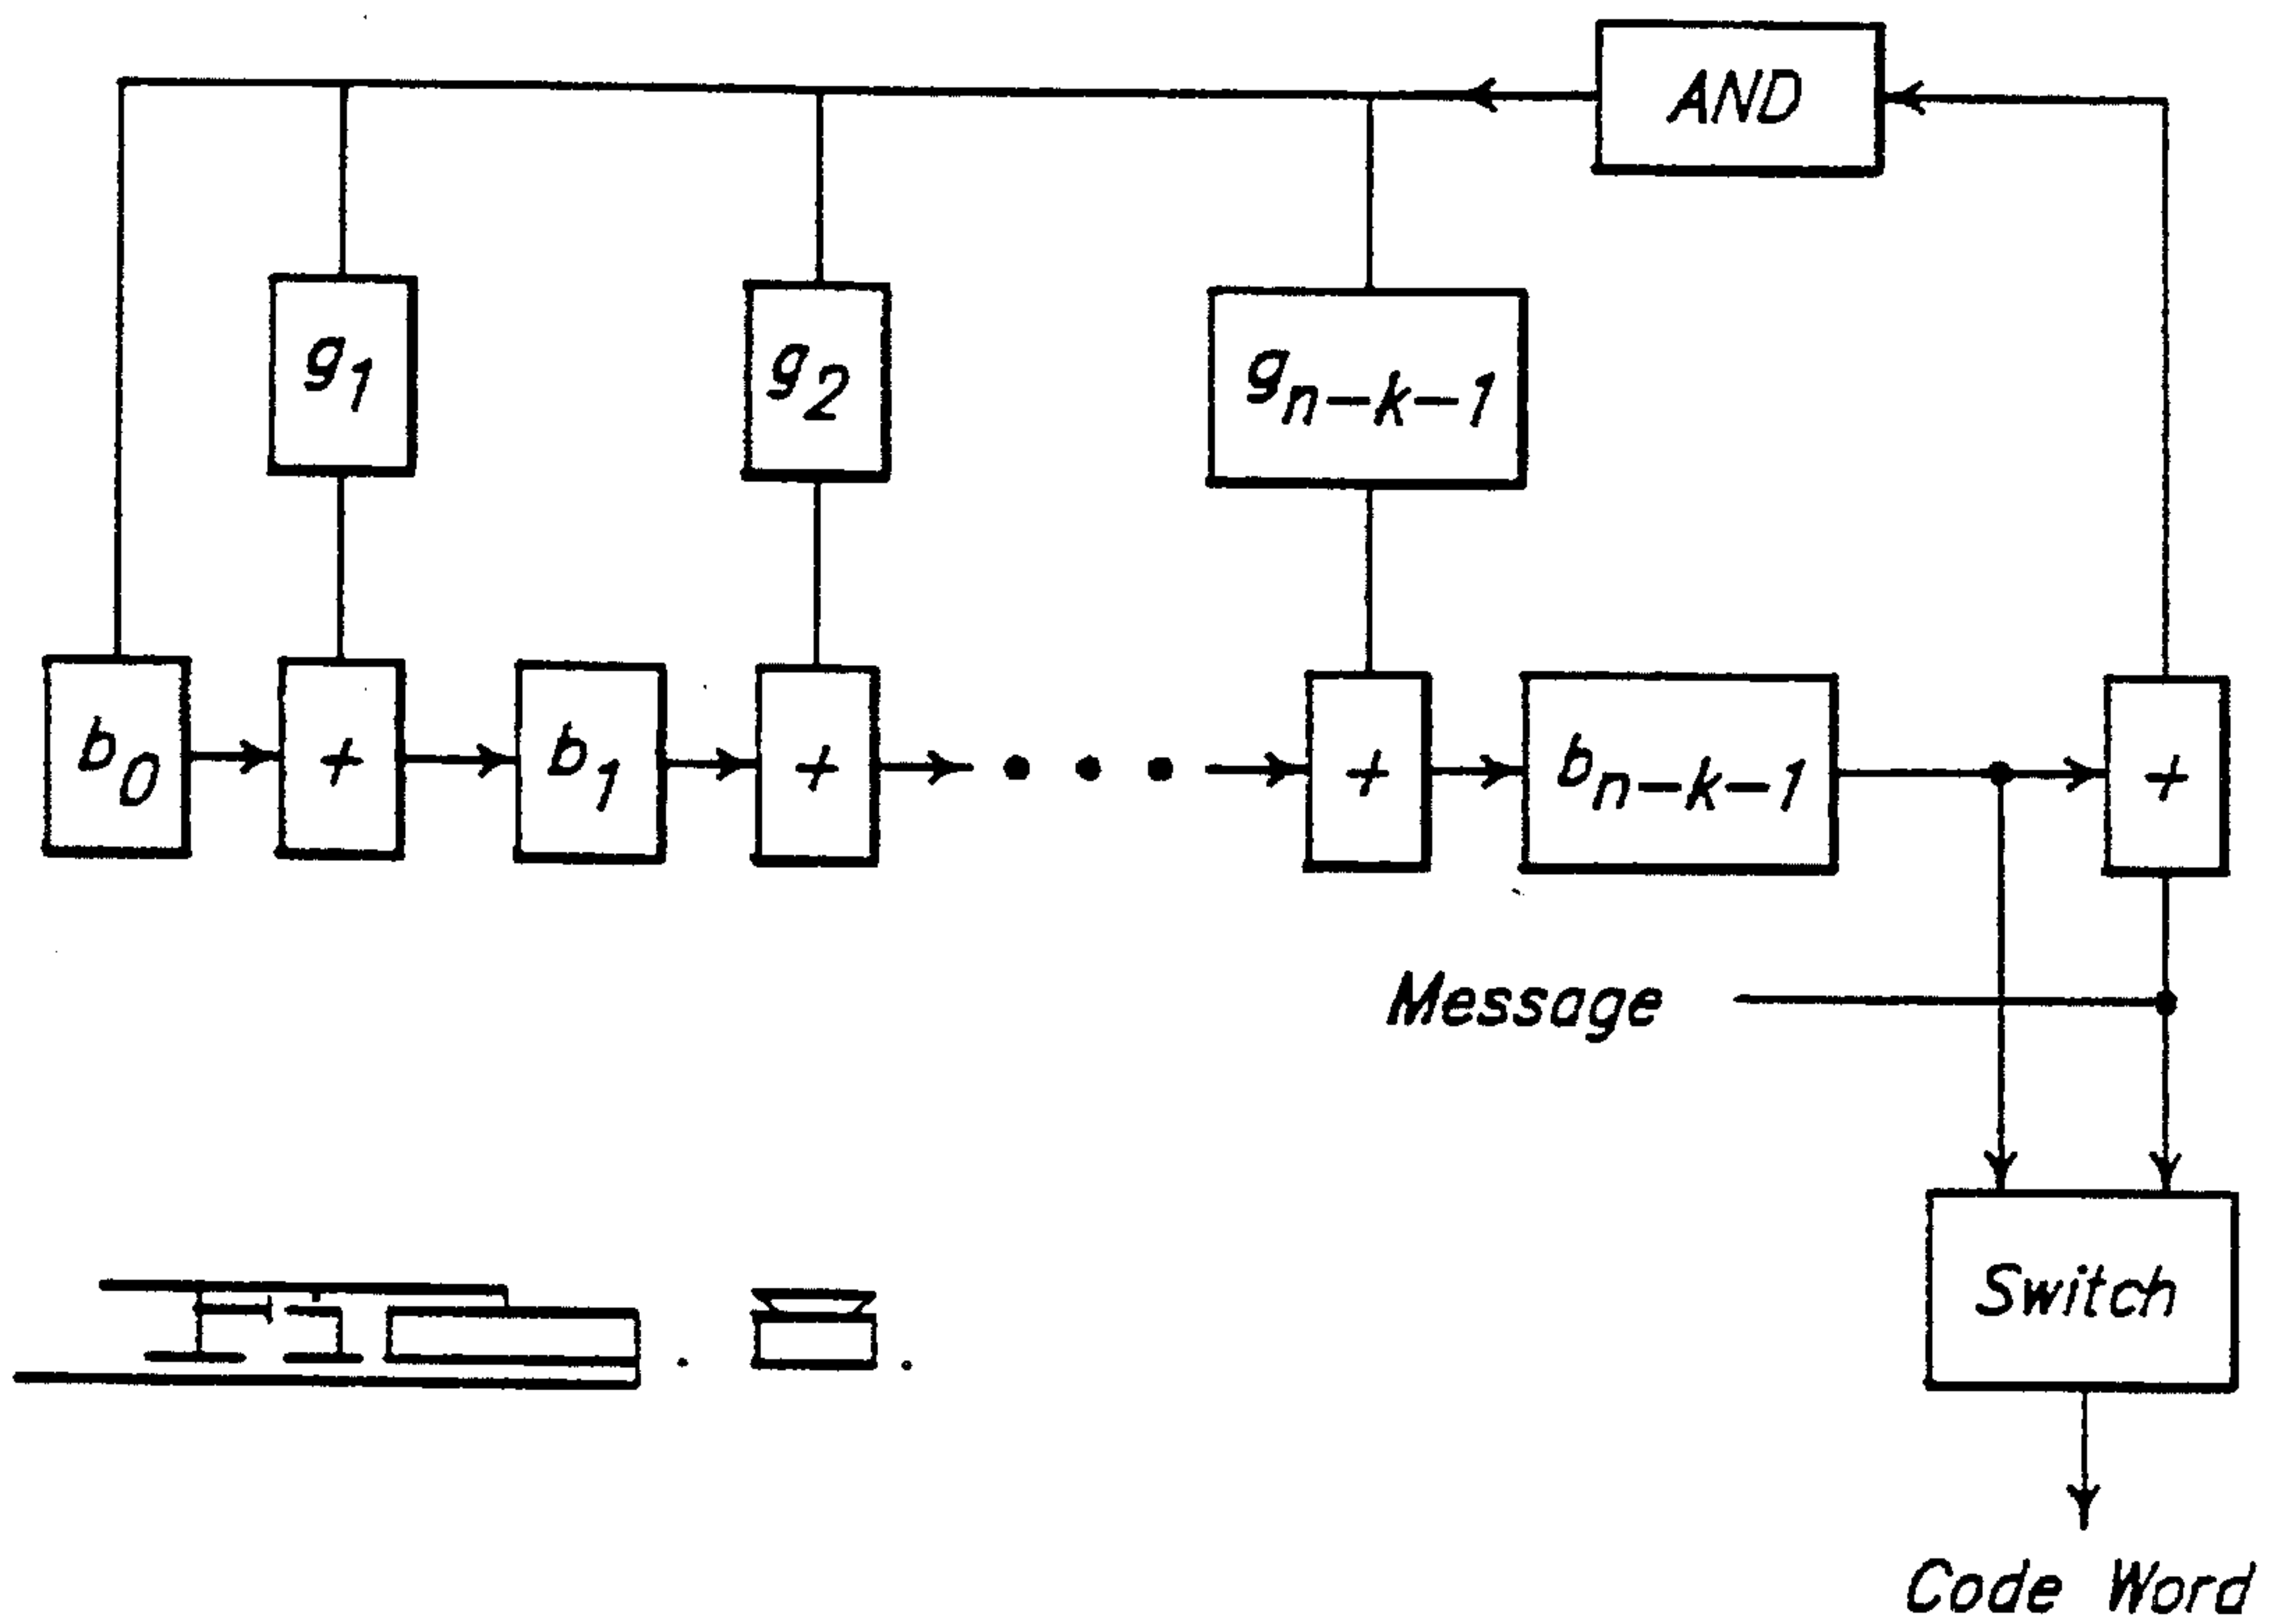 AND
g1
g2
gn-k-1
b0 + b1 + + bn-k-1 +
Message
Switch
Code Word